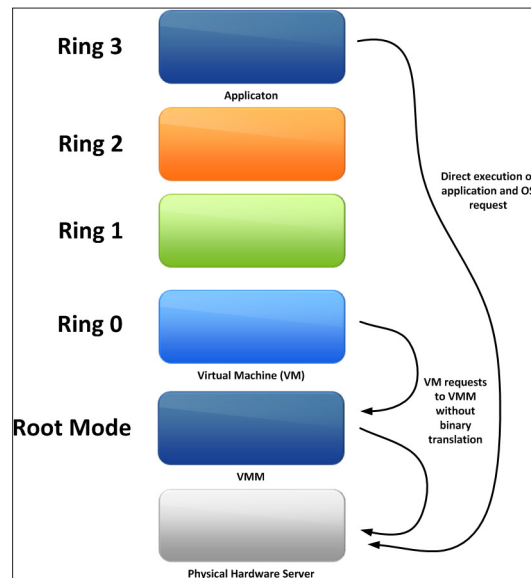 Ring 3
Applicaton
Ring 2
Direct execution o
application and OS
request
Ring 1
Ring 0
Virtual Machine (VM)
VM requests
to VMM
without
binary
translation
Root Mode
VMM
Physical Hardware Server